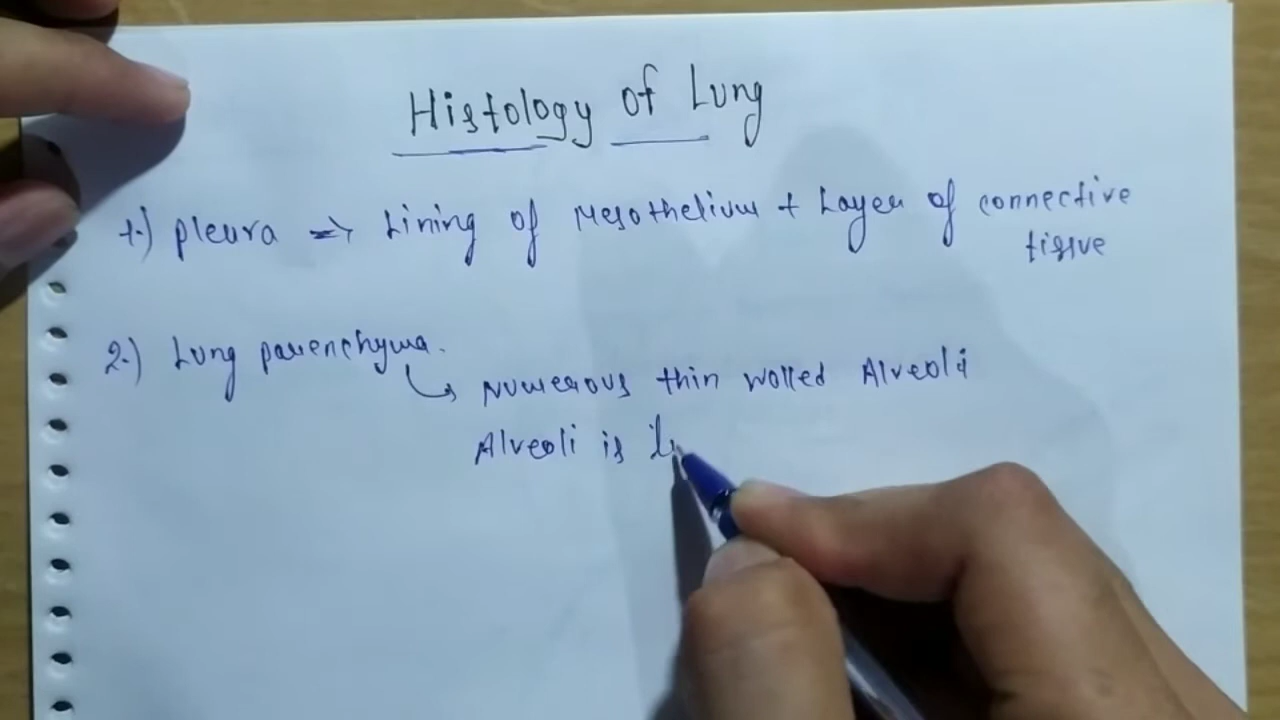 Histology of Lung
1.) pleura => Lining of Mesothelium + Layer of connective
tissue
2.) Lung parenchyma.
Numerous thin walled Alveoli
Alveoli is